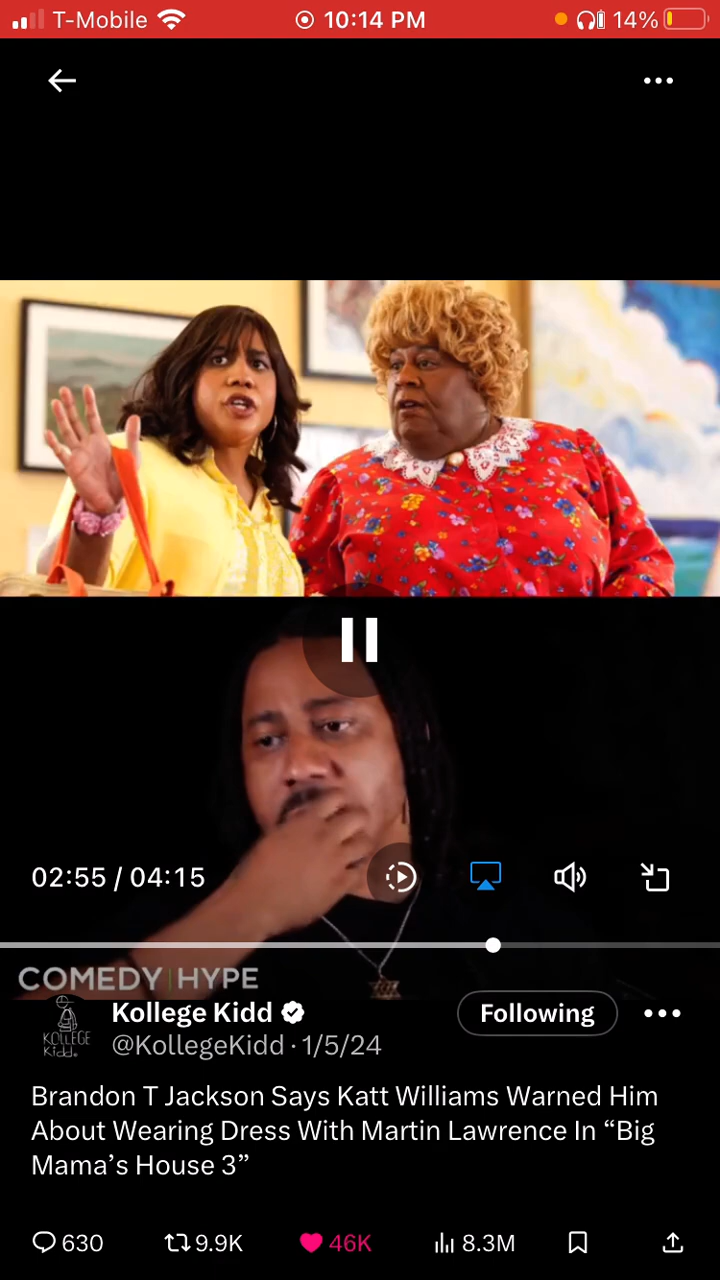 T-Mobile 10:14 PM 14%
02:55 / 04:15
COMEDY HYPE
KOLLEGE
Kidd.
Kollege Kidd Following
@KollegeKidd · 1/5/24
Brandon T Jackson Says Katt Williams Warned Him
About Wearing Dress With Martin Lawrence In “Big
Mama’s House 3”
630 9.9K 46K 8.3M